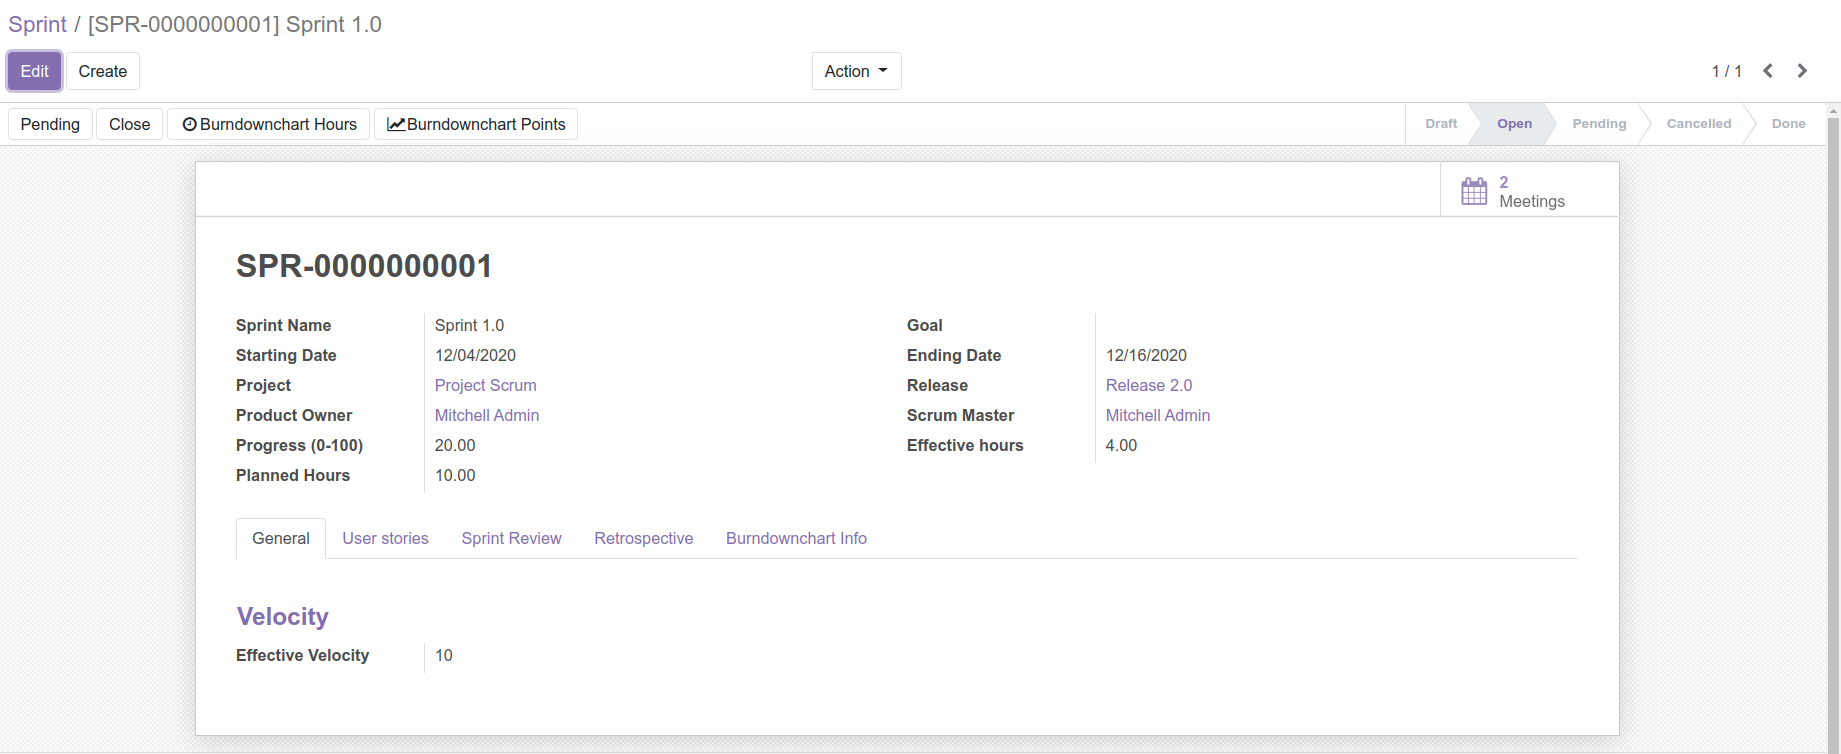 Sprint / [SPR-0000000001] Sprint 1.0
Edit Create Action 1 / 1
Pending Close Burndownchart Hours Burndownchart Points Draft Open Pending Cancelled Done
2
Meetings
SPR-0000000001
Sprint Name Sprint 1.0 Goal
Starting Date 12/04/2020 Ending Date 12/16/2020
Project Project Scrum Release Release 2.0
Product Owner Mitchell Admin Scrum Master Mitchell Admin
Progress (0-100) 20.00 Effective hours 4.00
Planned Hours 10.00
General User stories Sprint Review Retrospective Burndownchart Info
Velocity
Effective Velocity 10